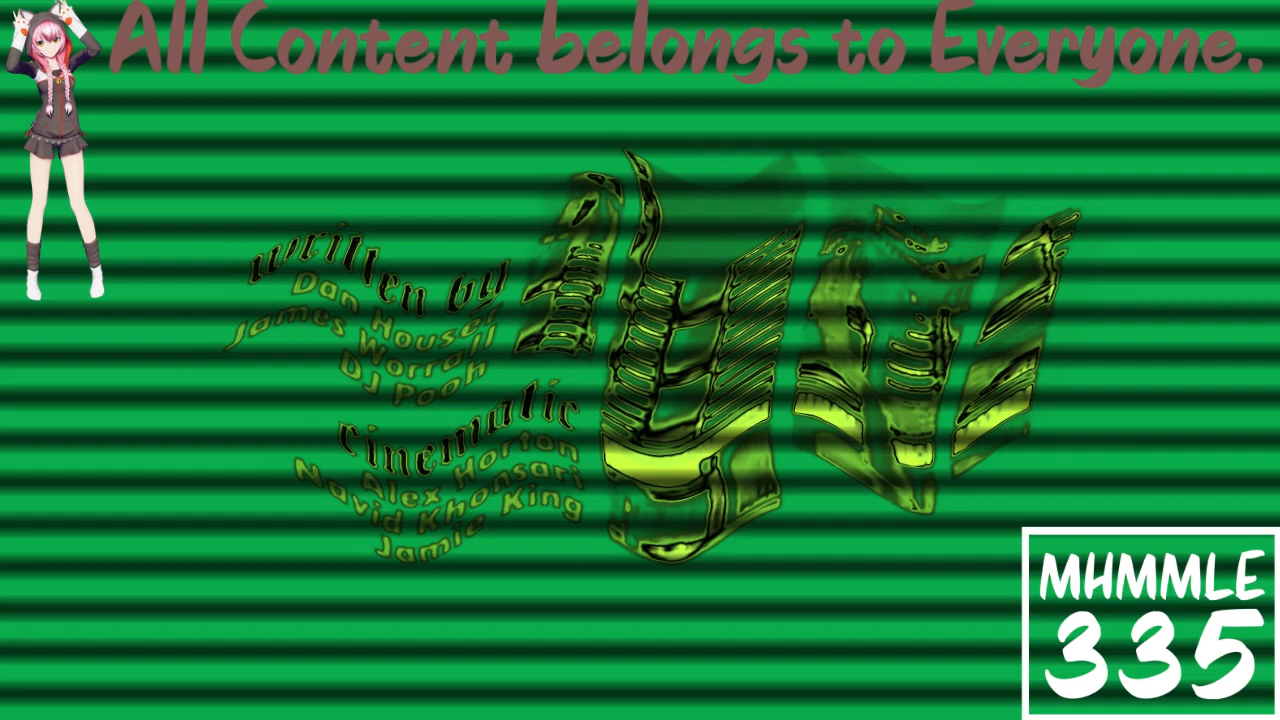 All Content belongs to Everyone.
written by
Dan Houser
James Worrall
DJ Pooh
cinematic
Alex Horton
Navid Khonsari
Jamie King
MHMMLE
335